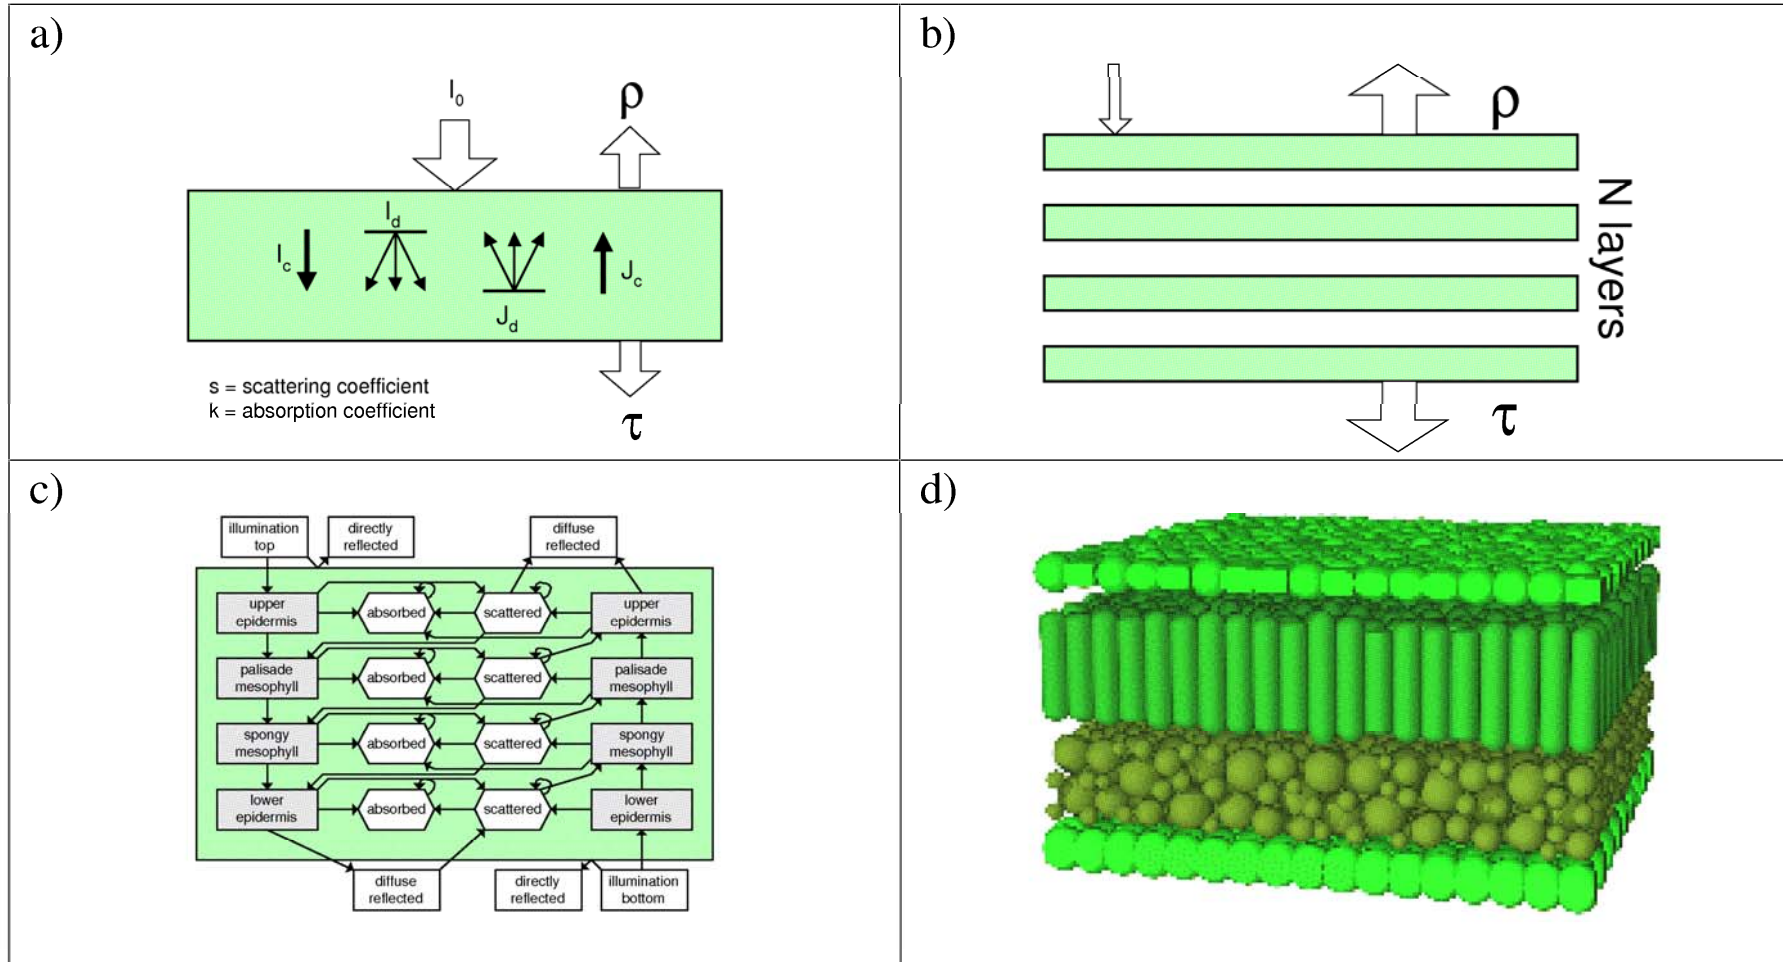 a)
I0
ρ
Id
Ic
Jc
Jd
s = scattering coefficient
k = absorption coefficient
τ
b)
ρ
N layers
τ
c)
illumination
top
directly
reflected
diffuse
reflected
upper
epidermis
absorbed
scattered
upper
epidermis
palisade
mesophyll
absorbed
scattered
palisade
mesophyll
spongy
mesophyll
absorbed
scattered
spongy
mesophyll
lower
epidermis
absorbed
scattered
lower
epidermis
diffuse
reflected
directly
reflected
illumination
bottom
d)